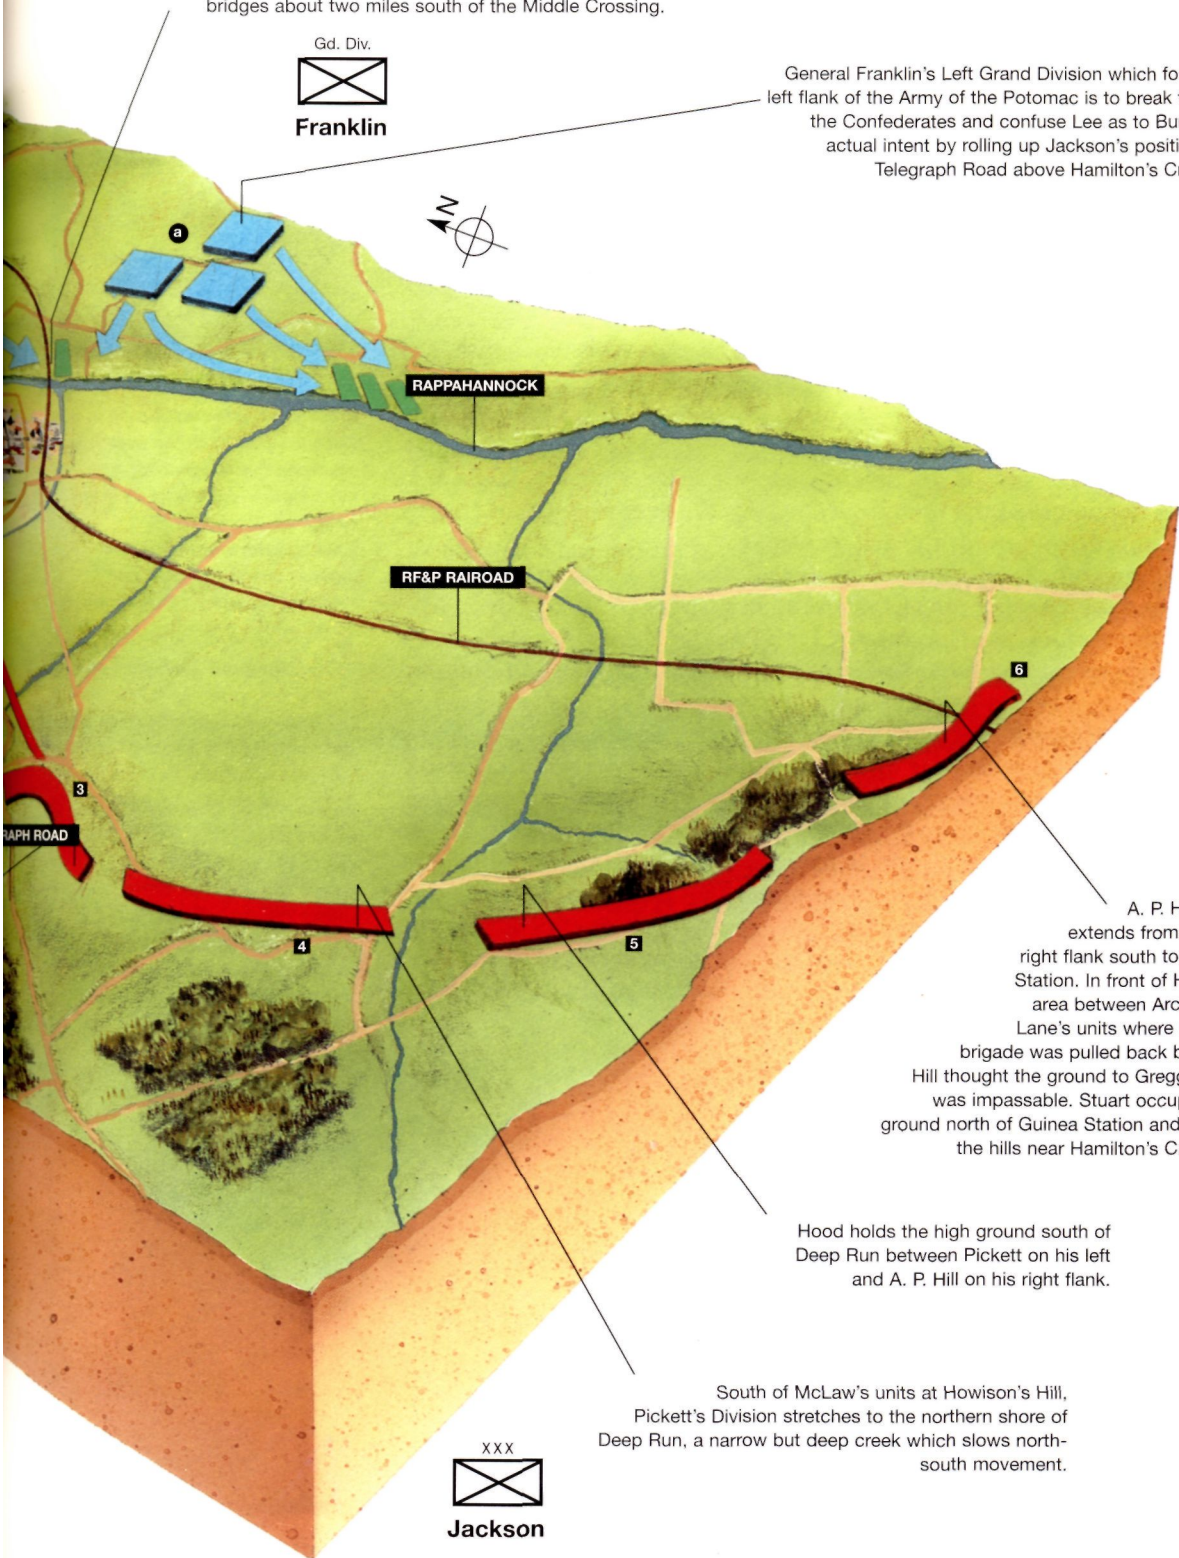 bridges about two miles south of the Middle Crossing.
Gd. Div.
Franklin
General Franklin's Left Grand Division which
left flank of the Army of the Potomac is to break
the Confederates and confuse Lee as to
actual intent by rolling up Jackson's
Telegraph Road above Hamilton's
N
a
RAPPAHANNOCK
RF&P RAIROAD
6
3
RAPH ROAD
4
5
A. P.
extends from
right flank south to
Station. In front of
area between
Lane's units where
brigade was pulled back
Hill thought the ground to
was impassable. Stuart
ground north of Guinea Station and
the hills near Hamilton's
Hood holds the high ground south of
Deep Run between Pickett on his left
and A. P. Hill on his right flank.
South of McLaw's units at Howison's Hill,
Pickett's Division stretches to the northern shore of
Deep Run, a narrow but deep creek which slows north-
south movement.
XXX
Jackson